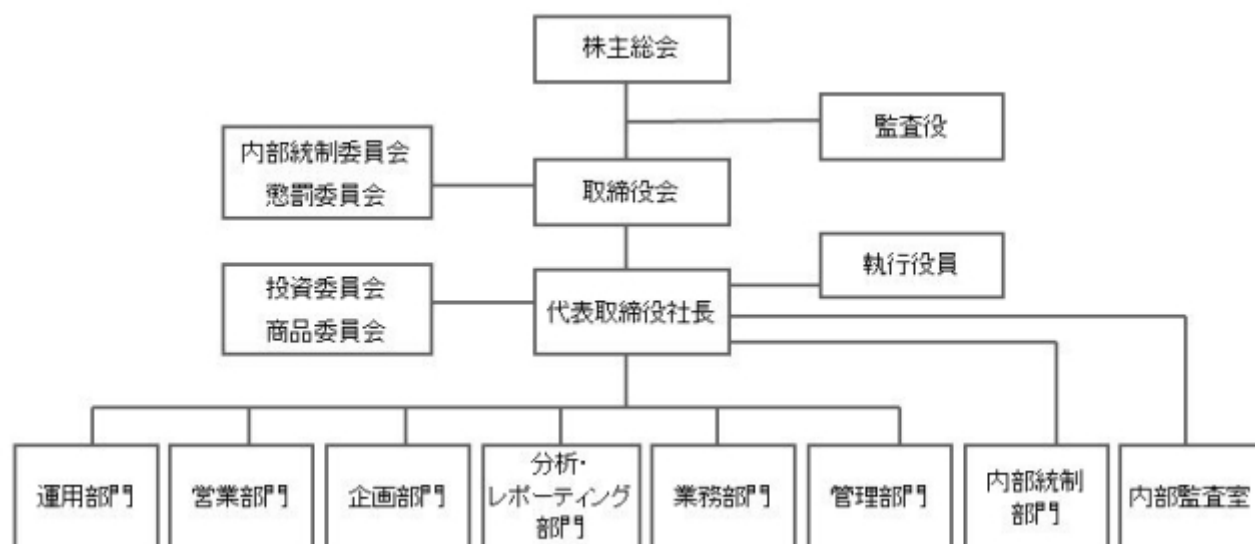 株主総会
監査役
内部統制委員会
懲罰委員会
取締役会
執行役員
投資委員会
商品委員会
代表取締役社長
運用部門
営業部門
企画部門
分析・
レポーティング
部門
業務部門
管理部門
内部統制
部門
内部監査室